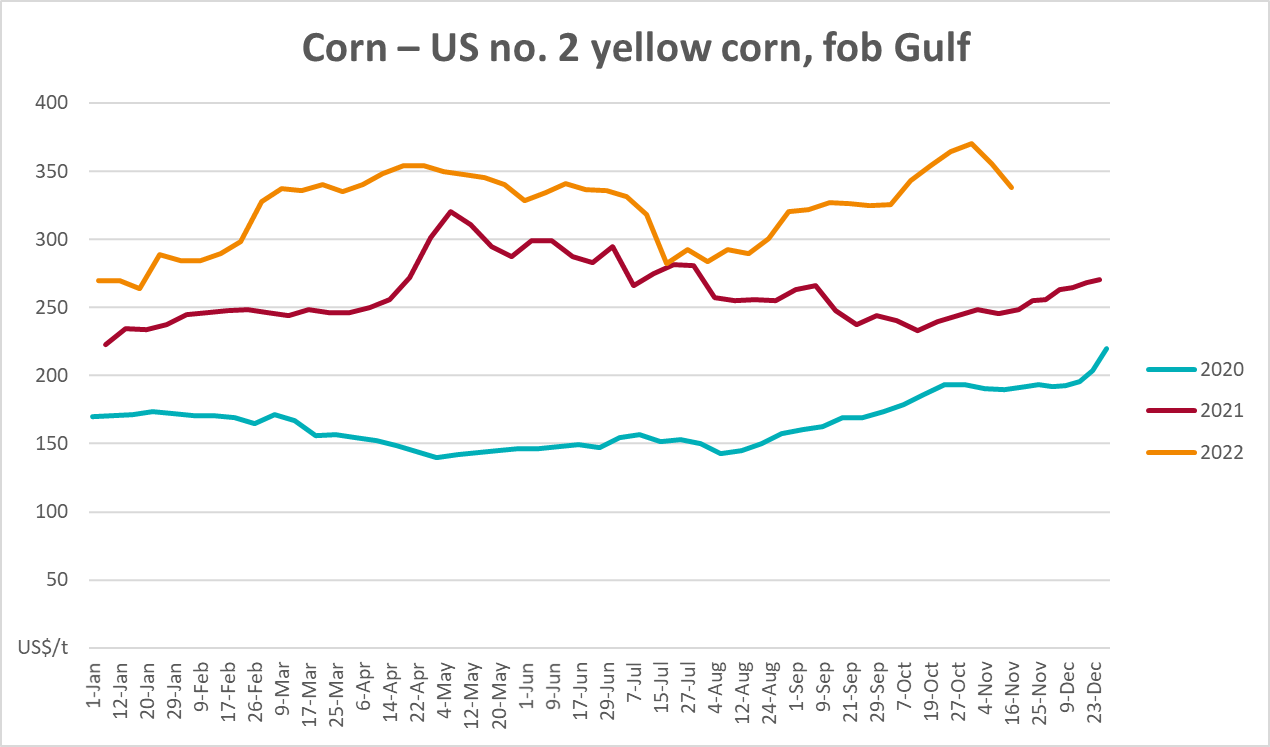 Corn – US no. 2 yellow corn, fob Gulf
400
350
300
250
200
150
100
50
US$/t
2020
2021
2022
1-Jan
12-Jan
20-Jan
29-Jan
9-Feb
17-Feb
26-Feb
9-Mar
17-Mar
25-Mar
6-Apr
14-Apr
22-Apr
4-May
12-May
20-May
1-Jun
9-Jun
17-Jun
29-Jun
7-Jul
15-Jul
27-Jul
4-Aug
12-Aug
24-Aug
1-Sep
95-Sep
21-Sep
29-Sep
7-Oct
19-Oct
27-Oct
4-Nov
16-Nov
25-Nov
9-Dec
23-Dec